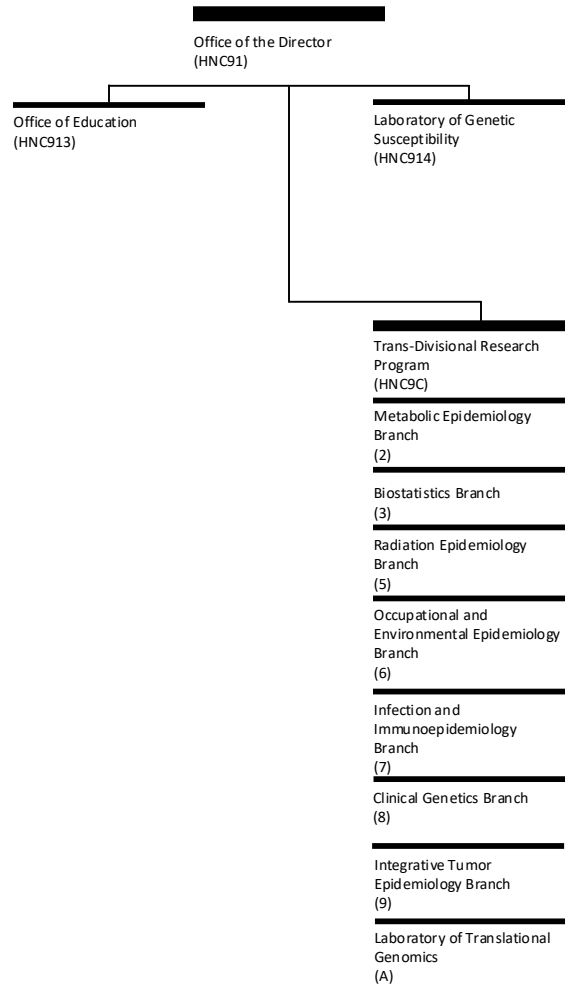 Office of the Director
(HNC91)
Office of Education
(HNC913)
Laboratory of Genetic
Susceptibility
(HNC914)
Trans-Divisional Research
Program
(HNC9C)
Metabolic Epidemiology
Branch
(2)
Biostatistics Branch
(3)
Radiation Epidemiology
Branch
(5)
Occupational and
Environmental Epidemiology
Branch
(6)
Infection and
Immunoepidemiology
Branch
(7)
Clinical Genetics Branch
(8)
Integrative Tumor
Epidemiology Branch
(9)
Laboratory of Translational
Genomics
(A)